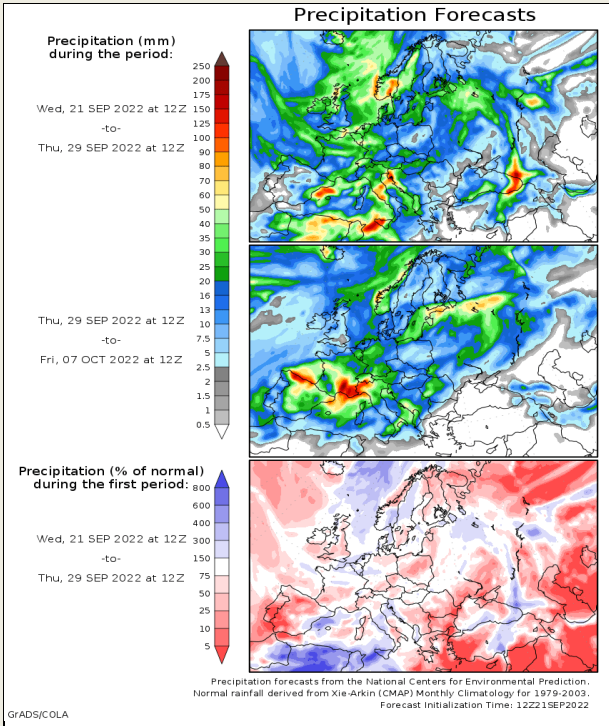 Precipitation Forecasts
Precipitation (mm)
during the period:
Wed, 21 SEP 2022 at 12Z
-to-
Thu, 29 SEP 2022 at 12Z
250
200
175
150
125
100
90
80
70
60
50
40
35
30
25
20
16
13
10
7.5
5
2.5
2
1.5
1
0.5
Thu, 29 SEP 2022 at 12Z
-to-
Fri, 07 OCT 2022 at 12Z
Precipitation (% of normal)
during the first period:
Wed, 21 SEP 2022 at 12Z
-to-
Thu, 29 SEP 2022 at 12Z
800
600
400
300
150
75
50
25
10
5
Precipitation forecasts from the National Centers for Environmental Prediction.
Normal rainfall derived from Xie-Arkin (CMAP) Monthly Climatology for 1979-2003.
Forecast Initialization Time: 12Z21SEP2022
GrADS/COLA